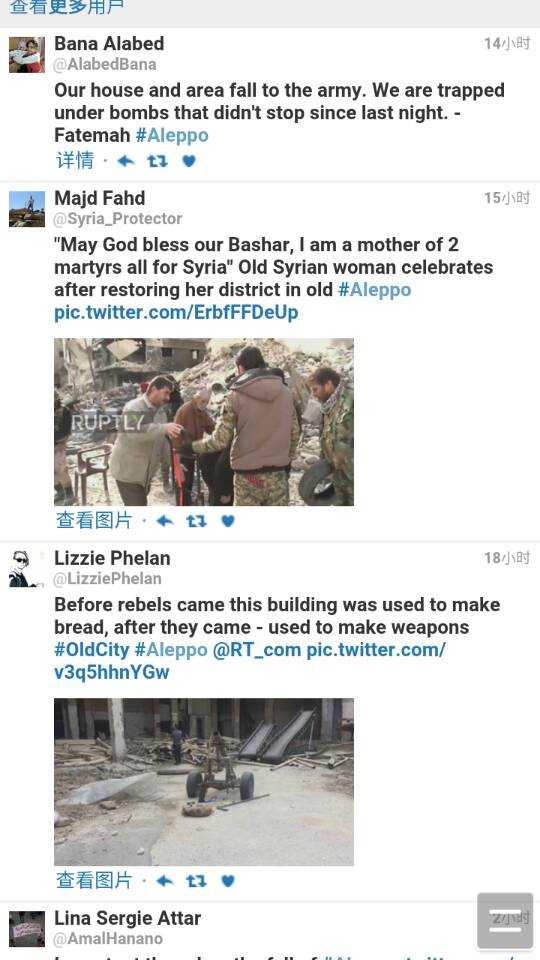 查看更多用户
Bana Alabed
14小时
@AlabedBana
Our house and area fall to the army. We are trapped
under bombs that didn't stop since last night. -
Fatemah #Aleppo
详情 ·
Majd Fahd
15小时
@Syria_Protector
"May God bless our Bashar, I am a mother of 2
martyrs all for Syria" Old Syrian woman celebrates
after restoring her district in old #Aleppo
pic.twitter.com/ErbfFFDeUp
RUPTLY
查看图片 ·
Lizzie Phelan
18小时
@LizziePhelan
Before rebels came this building was used to make
bread, after they came - used to make weapons
#OldCity #Aleppo @RT_com pic.twitter.com/
v3q5hhnYGw
查看图片 ·
Lina Sergie Attar
@AmalHanano